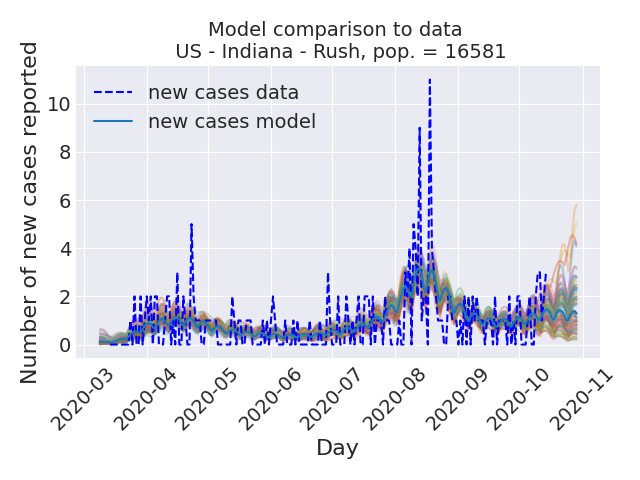 Model comparison to data
US - Indiana - Rush, pop. = 16581
Number of new cases reported
10
8
6
4
2
0
new cases data
new cases model
2020-03
2020-04
2020-05
2020-06
2020-07
2020-08
2020-09
2020-10
2020-11
Day